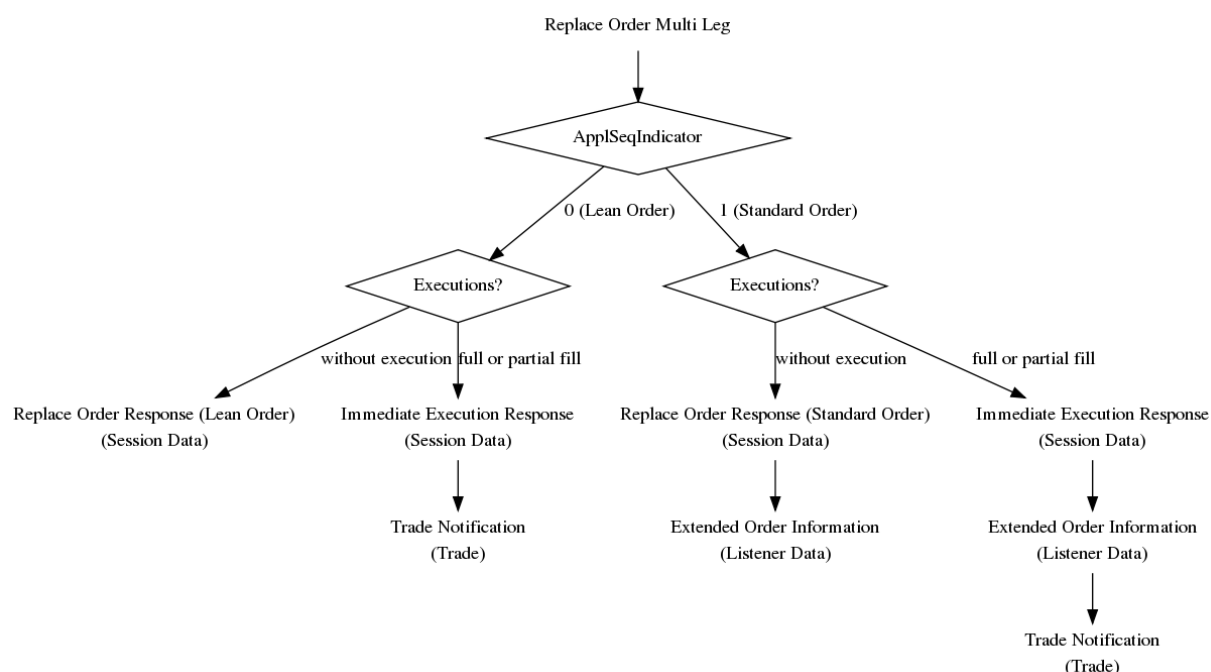 Replace Order Multi Leg
ApplSeqIndicator
0 (Lean Order)
1 (Standard Order)
Executions?
Executions?
without execution
full or partial fill
without execution
full or partial fill
Replace Order Response (Lean Order)
(Session Data)
Immediate Execution Response
(Session Data)
Replace Order Response (Standard Order)
(Session Data)
Immediate Execution Response
(Session Data)
Trade Notification
(Trade)
Extended Order Information
(Listener Data)
Extended Order Information
(Listener Data)
Trade Notification
(Trade)